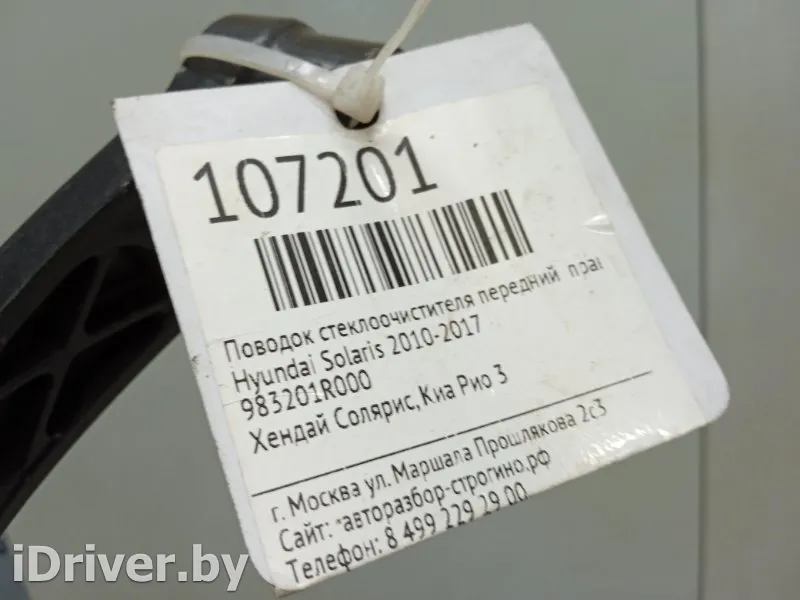 107201
Поводок стеклоочистителя передний прав
Hyundai Solaris 2010-2017
983201R000
Хендай Солярис, Киа Рио 3
г. Москва ул. Маршала Прошлякова 2с3
Сайт: авторазбор-строгино.рф
Телефон: 8 499 229 29 00
iDriver.by